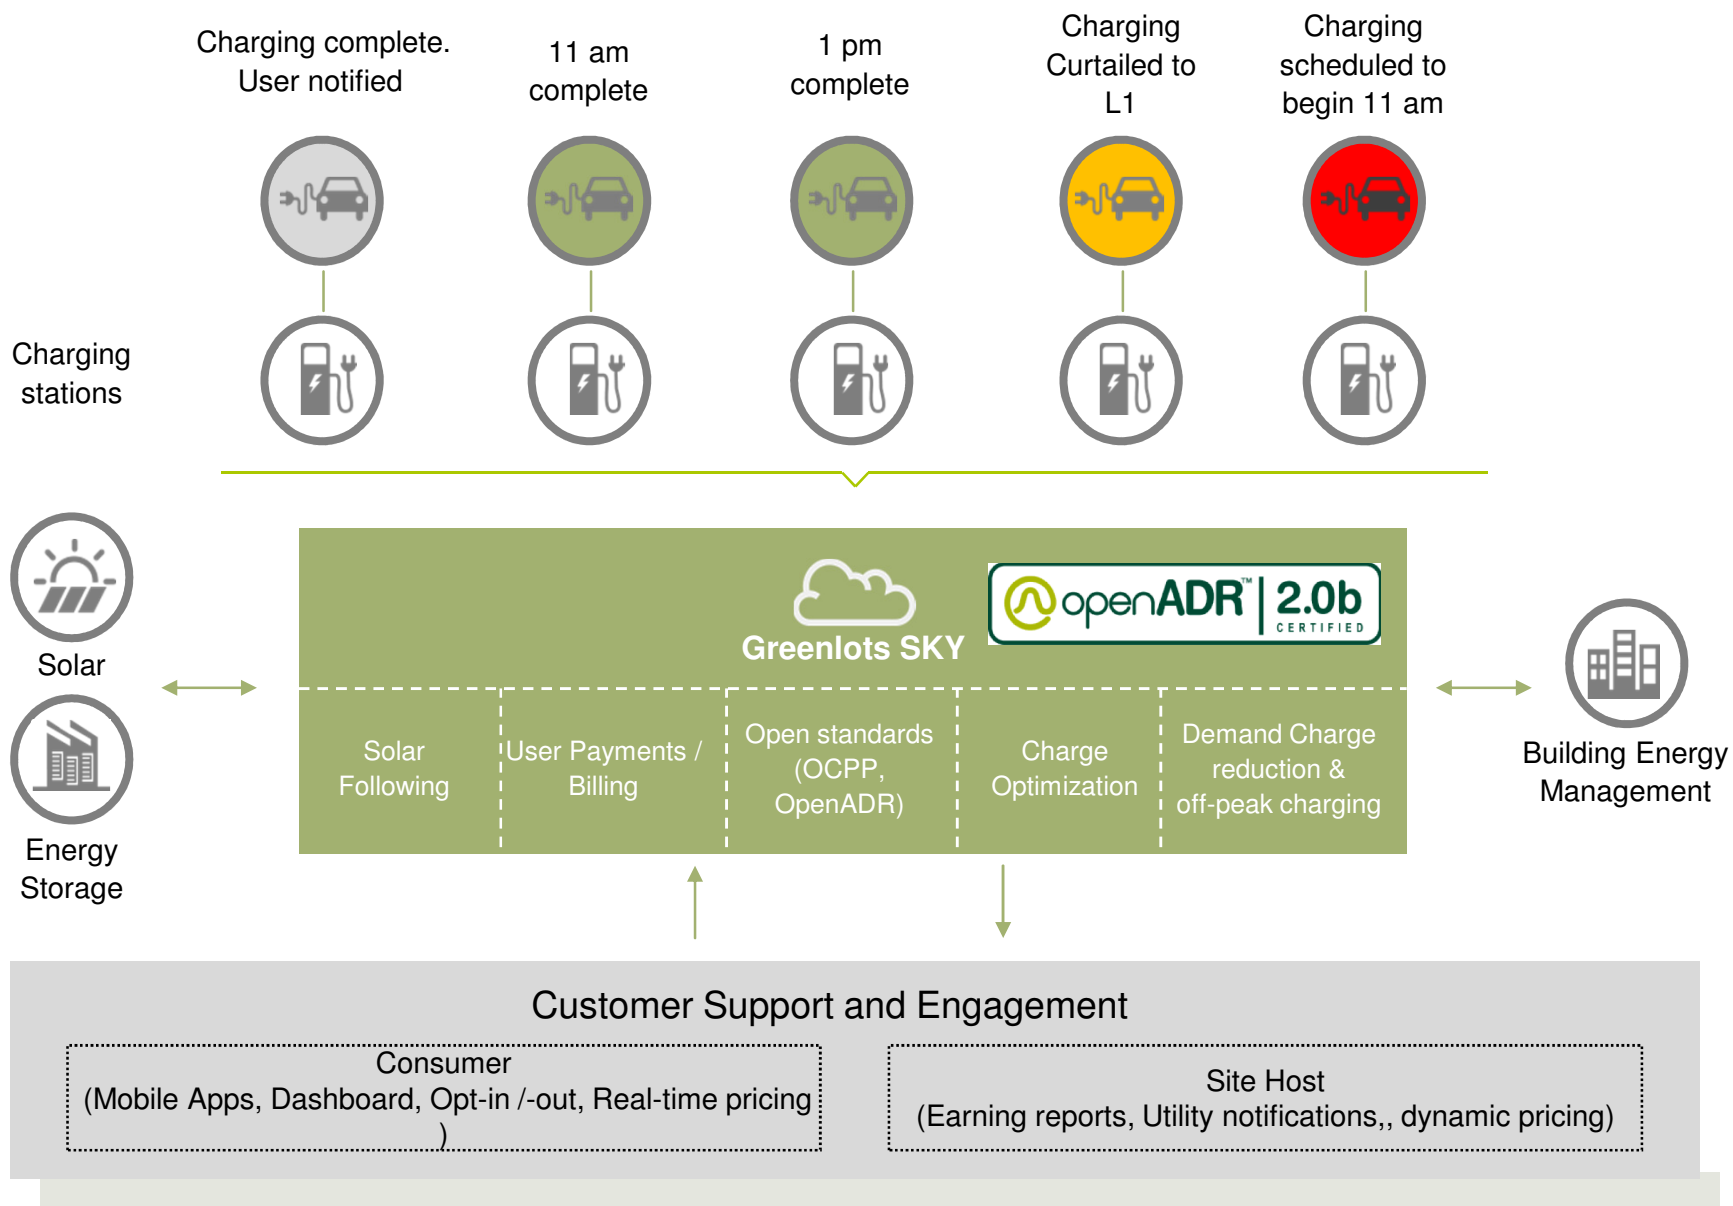 Charging complete.
User notified
11 am
complete
1 pm
complete
Charging
Curtailed to
L1
Charging
scheduled to
begin 11 am
Charging
stations
Solar
Energy
Storage
Greenlots SKY
openADR™ 2.0b
CERTIFIED
Solar
Following
User Payments /
Billing
Open standards
(OCPP,
OpenADR)
Charge
Optimization
Demand Charge
reduction &
off-peak charging
Building Energy
Management
Customer Support and Engagement
Consumer
(Mobile Apps, Dashboard, Opt-in /-out, Real-time pricing
)
Site Host
(Earning reports, Utility notifications,, dynamic pricing)